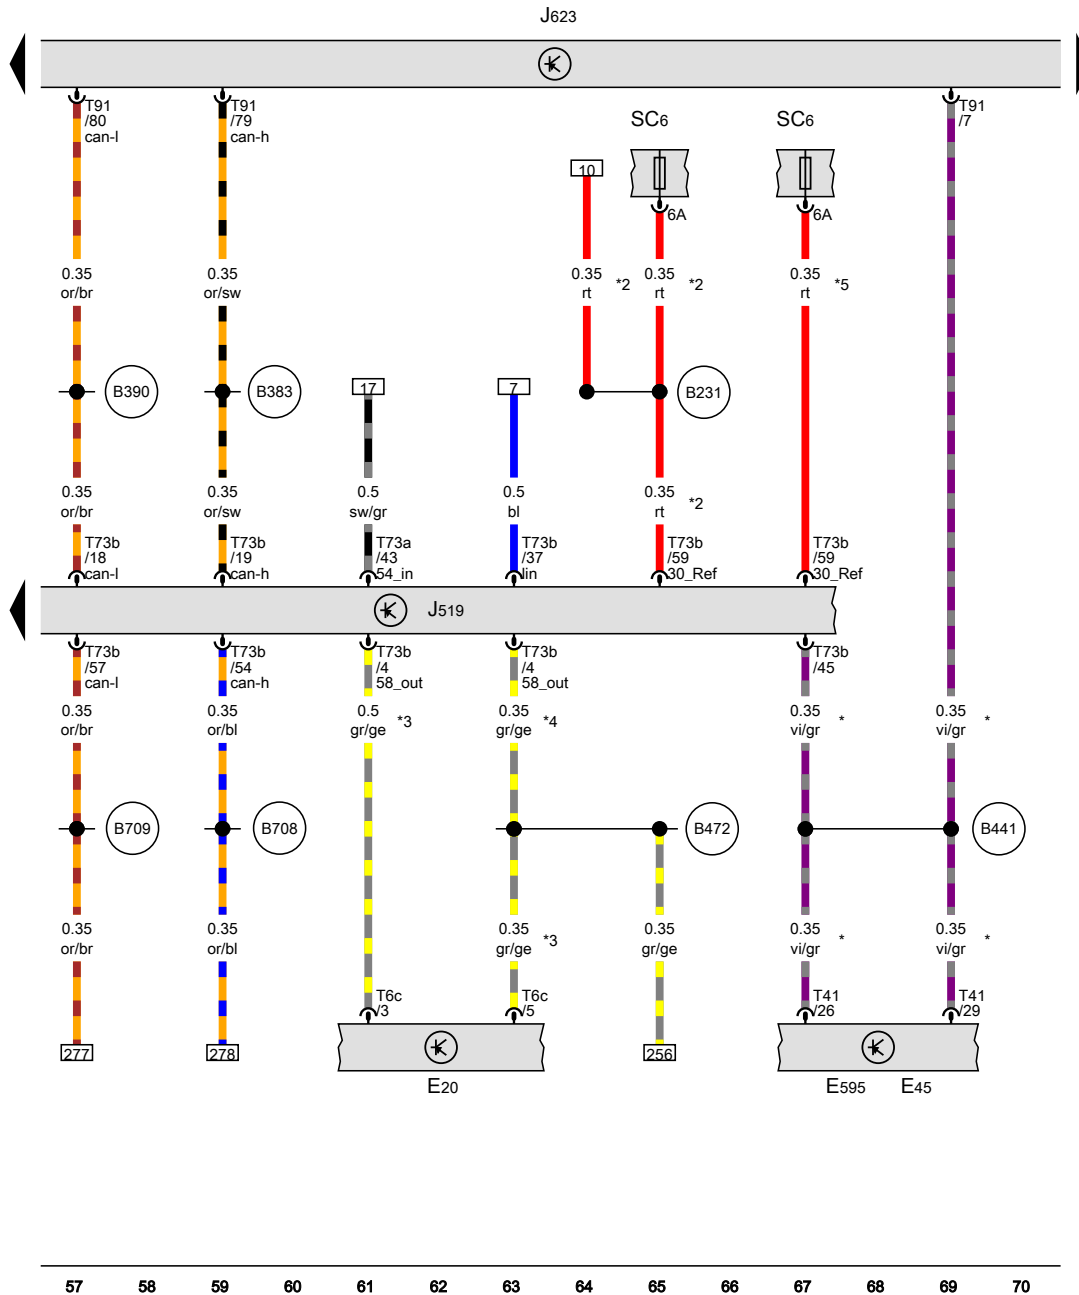 J623
T91
/80
can-l
T91
/79
can-h
T91
/7
SC6
SC6
10
6A
6A
0.35
or/br
0.35
or/sw
0.35
rt
*2
0.35
rt
*2
0.35
rt
*5
B390
B383
17
7
B231
0.35
or/br
0.35
or/sw
0.5
sw/gr
0.5
bl
0.35
rt
*2
T73b
/18
can-l
T73b
/19
can-h
T73a
/43
54_in
T73b
/37
lin
T73b
/59
30_Ref
T73b
/59
30_Ref
J519
T73b
/57
can-l
T73b
/54
can-h
T73b
/4
58_out
T73b
/4
58_out
T73b
/45
0.35
or/br
0.35
or/bl
0.5
gr/ge
*3
0.35
gr/ge
*4
0.35
vi/gr
*
0.35
vi/gr
*
B709
B708
B472
B441
0.35
or/br
0.35
or/bl
0.35
gr/ge
*3
0.35
gr/ge
0.35
vi/gr
*
0.35
vi/gr
*
T6c
/3
T6c
/5
T41
/26
T41
/29
277
278
256
E20
E595
E45
57 58 59 60 61 62 63 64 65 66 67 68 69 70